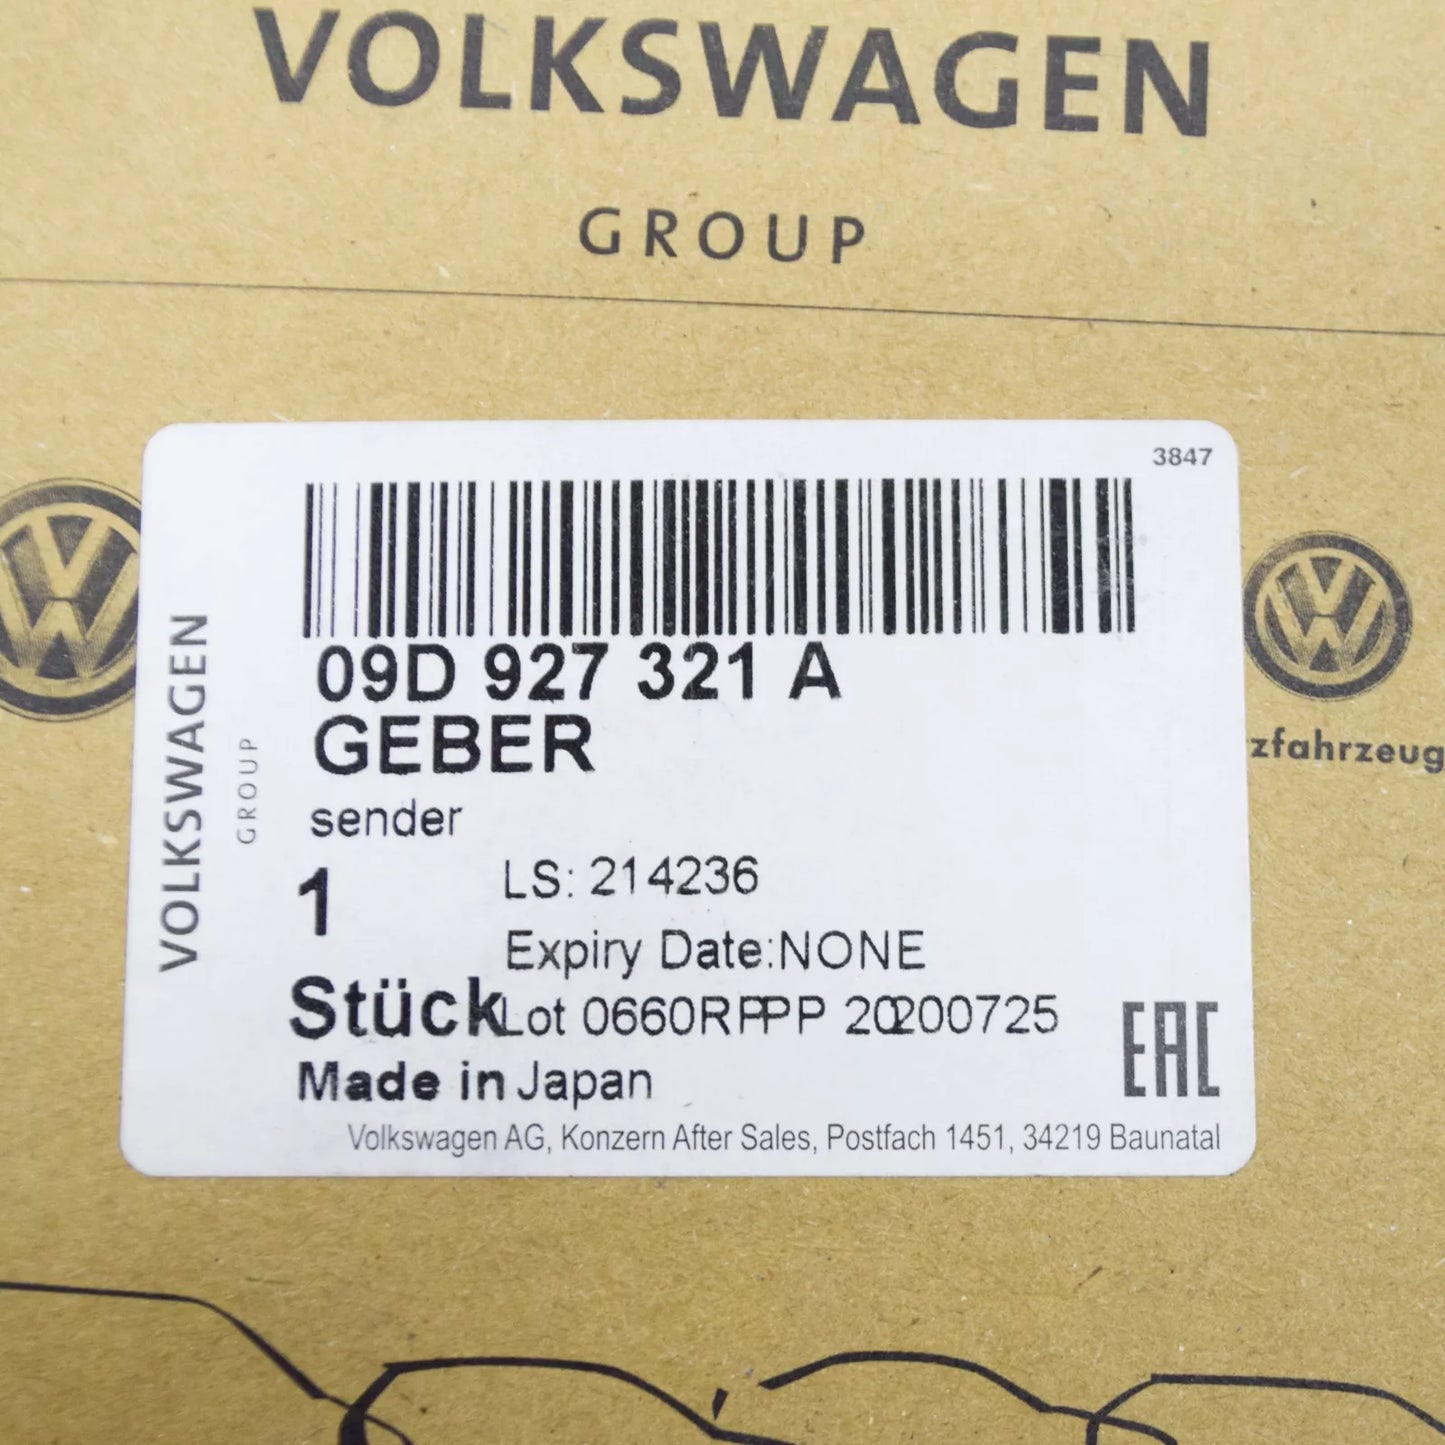 VOLKSWAGEN
GROUP
3847
VOLKSWAGEN
GROUP
09D 927 321 A
GEBER
sender
1
LS: 214236
Expiry Date:NONE
Stück
Lot 0660RPPPP 20200725
Made in Japan
EAC
Volkswagen AG, Konzern After Sales, Postfach 1451, 34219 Baunatal
zfahrzeug